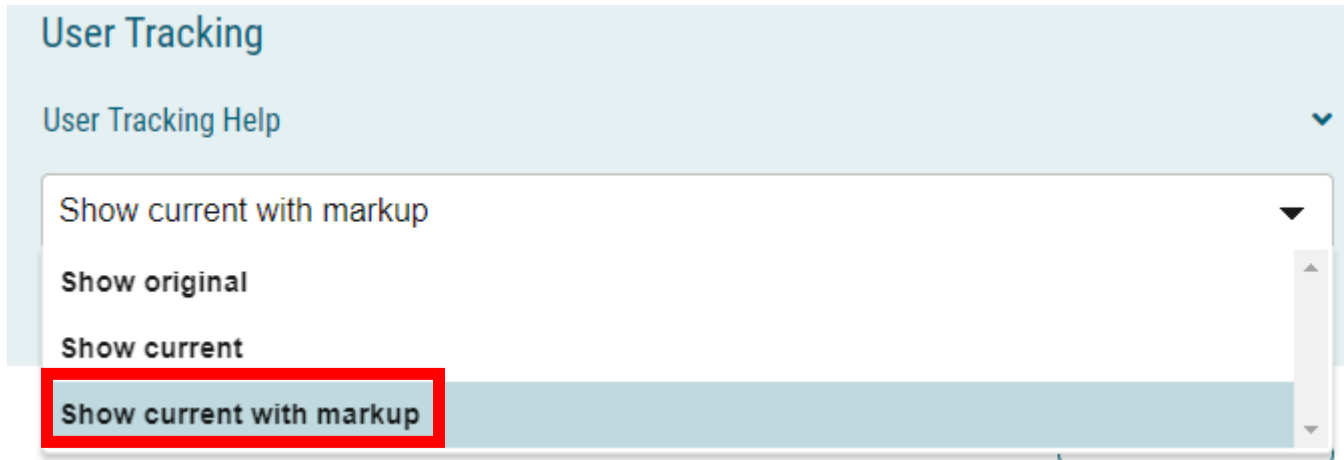 User Tracking
User Tracking Help
Show current with markup
Show original
Show current
Show current with markup